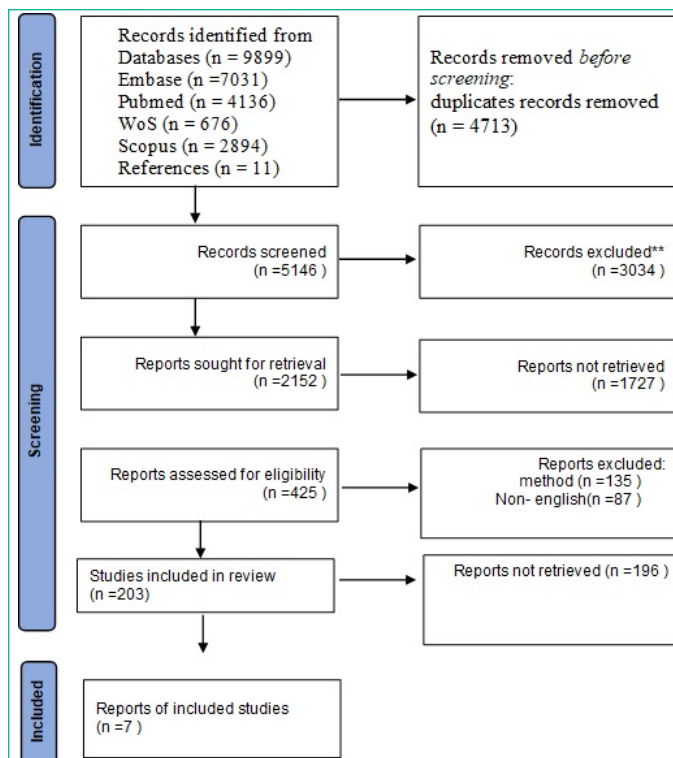 Identification
Records identified from
Databases (n = 9899)
Embase (n =7031)
Pubmed (n = 4136)
WoS (n = 676)
Scopus (n = 2894)
References (n = 11)
Records removed before
screening:
duplicates records removed
(n = 4713)
Screening
Records screened
(n =5146 )
Records excluded**
(n =3034 )
Reports sought for retrieval
(n =2152 )
Reports not retrieved
(n =1727 )
Reports assessed for eligibility
(n =425 )
Reports excluded:
method (n =135 )
Non- english(n =87 )
Studies included in review
(n =203)
Reports not retrieved (n =196 )
Included
Reports of included studies
(n =7 )